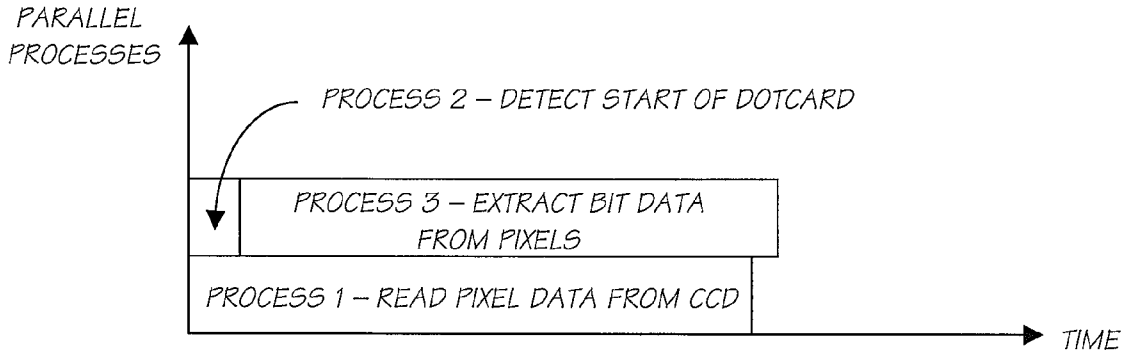 PARALLEL
PROCESSES
PROCESS 2 – DETECT START OF DOTCARD
PROCESS 3 – EXTRACT BIT DATA
FROM PIXELS
PROCESS 1 – READ PIXEL DATA FROM CCD
TIME